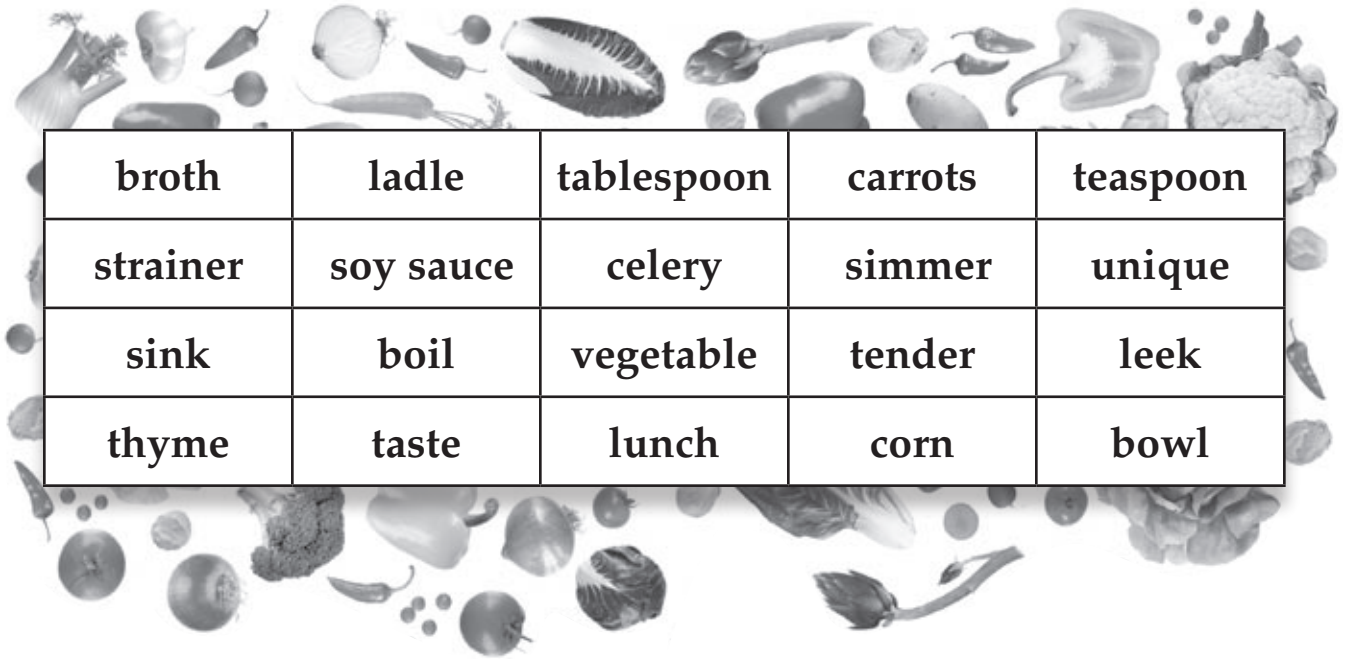 broth ladle tablespoon carrots teaspoon
strainer soy sauce celery simmer unique
sink boil vegetable tender leek
thyme taste lunch corn bowl